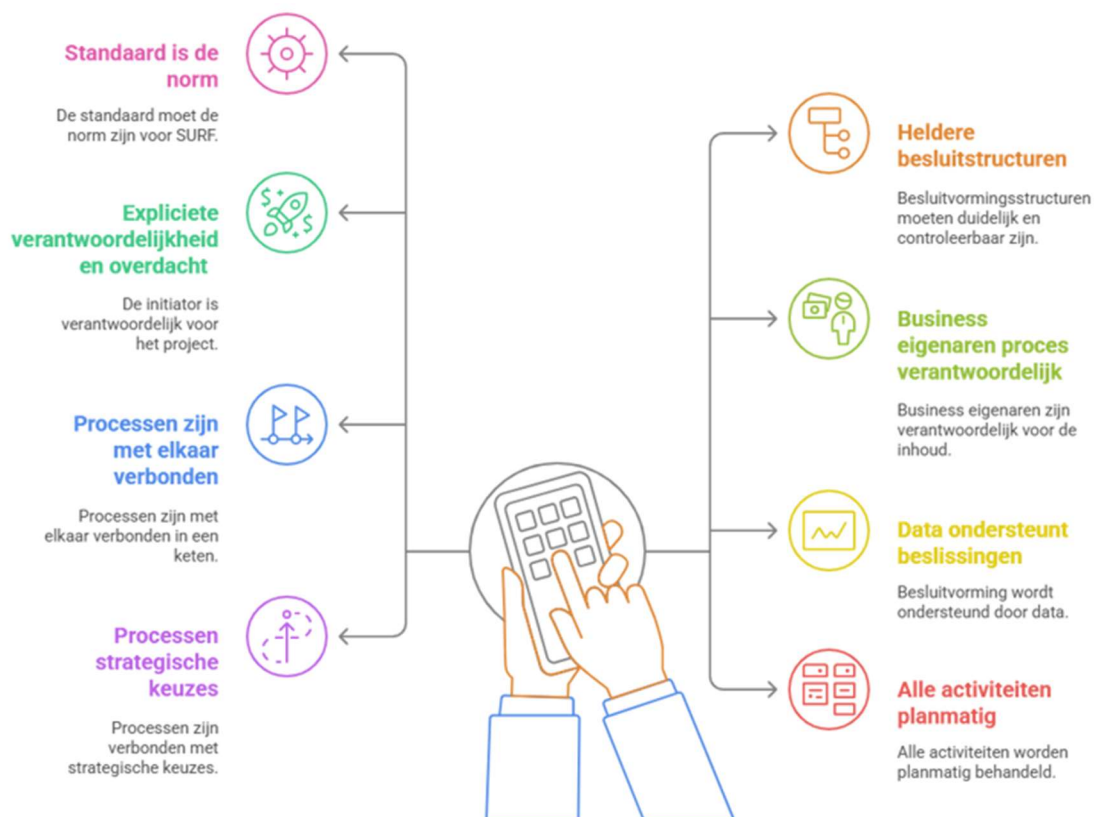 Standaard is de
norm
De standaard moet de
norm zijn voor SURF.
Expliciete
verantwoordelijkheid
en overdacht
De initiator is
verantwoordelijk voor
het project.
Processen zijn
met elkaar
verbonden
Processen zijn met
elkaar verbonden in een
keten.
Processen
strategische
keuzes
Processen zijn
verbonden met
strategische keuzes.
Heldere
besluitstructuren
Besluitvormingsstructuren
moeten duidelijk en
controleerbaar zijn.
Business
eigenaren proces
verantwoordelijk
Business eigenaren zijn
verantwoordelijk voor de
inhoud.
Data ondersteunt
beslissingen
Besluitvorming wordt
ondersteund door data.
Alle activiteiten
planmatig
Alle activiteiten worden
planmatig behandeld.